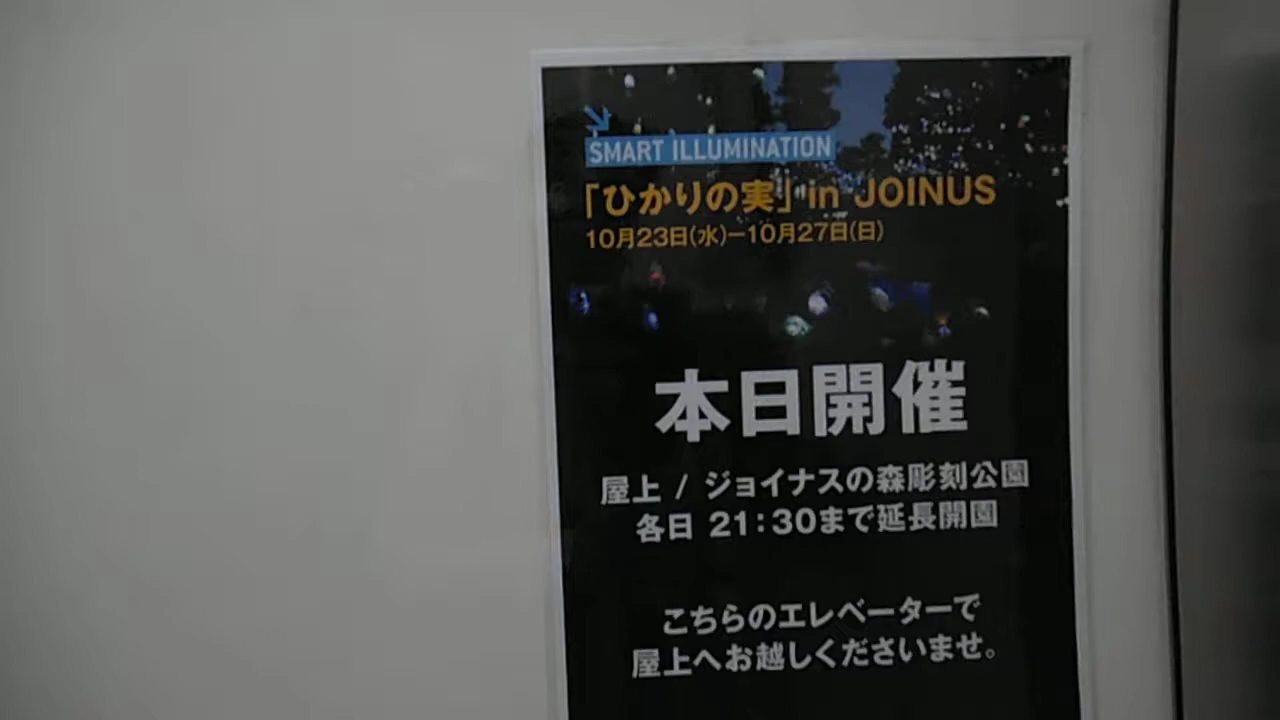 SMART ILLUMINATION
「ひかりの実」in JOINUS
10月23日(水)−10月27日(日)
本日開催
屋上 / ジョイナスの森彫刻公園
各日 21:30まで延長開園
こちらのエレベーターで
屋上へお越しくださいませ。